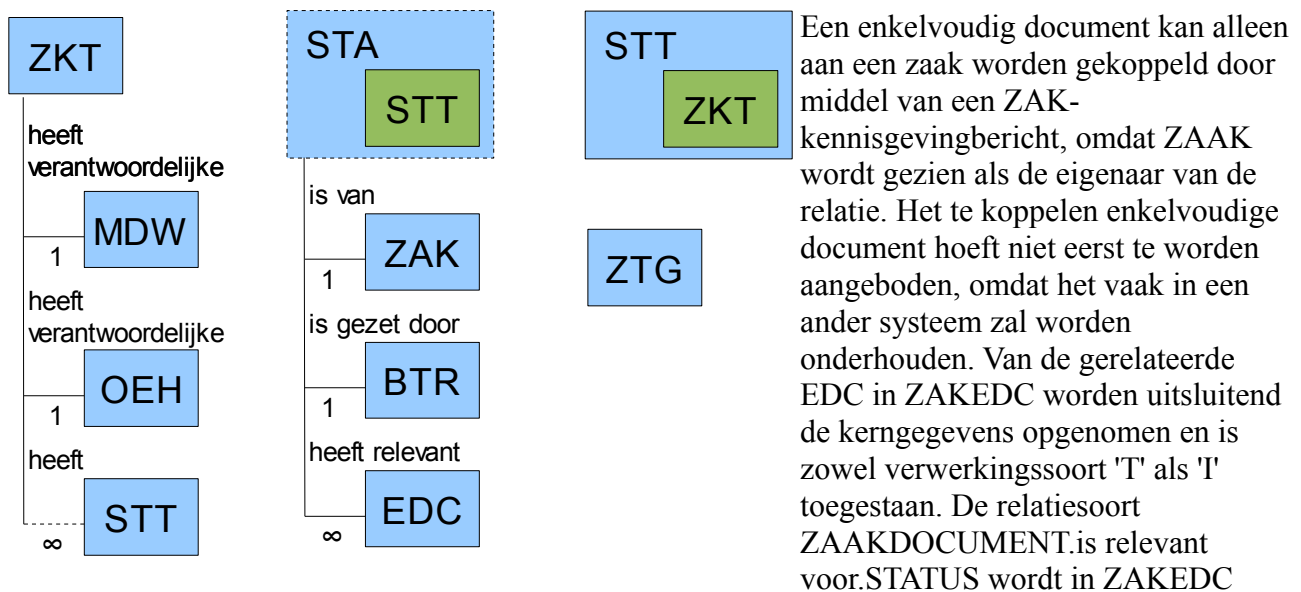 ZKT
heeft
verantwoordelijke
MDW
1
heeft
verantwoordelijke
OEH
1
heeft
STT
∞
STA
STT
is van
ZAK
1
is gezet door
BTR
1
heeft relevant
EDC
∞
STT
ZKT
ZTG
Een enkelvoudig document kan alleen
aan een zaak worden gekoppeld door
middel van een ZAK-
kennisgevingbericht, omdat ZAAK
wordt gezien als de eigenaar van de
relatie. Het te koppelen enkelvoudige
document hoeft niet eerst te worden
aangeboden, omdat het vaak in een
ander systeem zal worden
onderhouden. Van de gerelateerde
EDC in ZAKEDC worden uitsluitend
de kerngegevens opgenomen en is
zowel verwerkingssoort 'T' als 'I'
toegestaan. De relatiesoort
ZAAKDOCUMENT.is relevant
voor.STATUS wordt in ZAKEDC